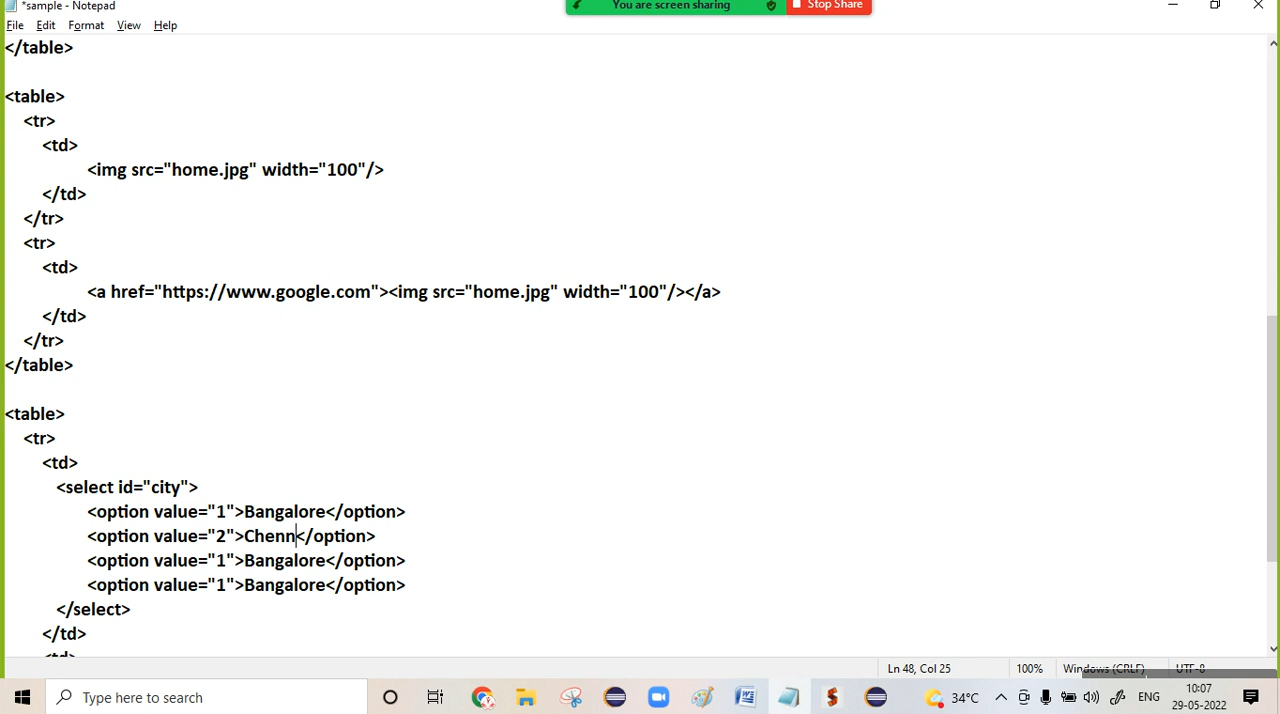 *sample - Notepad
You are screen sharing
Stop Share
File Edit Format View Help
</table>
<table>
<tr>
<td>
<img src="home.jpg" width="100"/>
</td>
</tr>
<tr>
<td>
<a href="https://www.google.com"><img src="home.jpg" width="100"/></a>
</td>
</tr>
</table>
<table>
<tr>
<td>
<select id="city">
<option value="1">Bangalore</option>
<option value="2">Chenn</option>
<option value="1">Bangalore</option>
<option value="1">Bangalore</option>
</select>
</td>
<td>
Ln 48, Col 25 100% Windows (CRLF) UTF-8
Type here to search
34°C ENG
10:07
29-05-2022